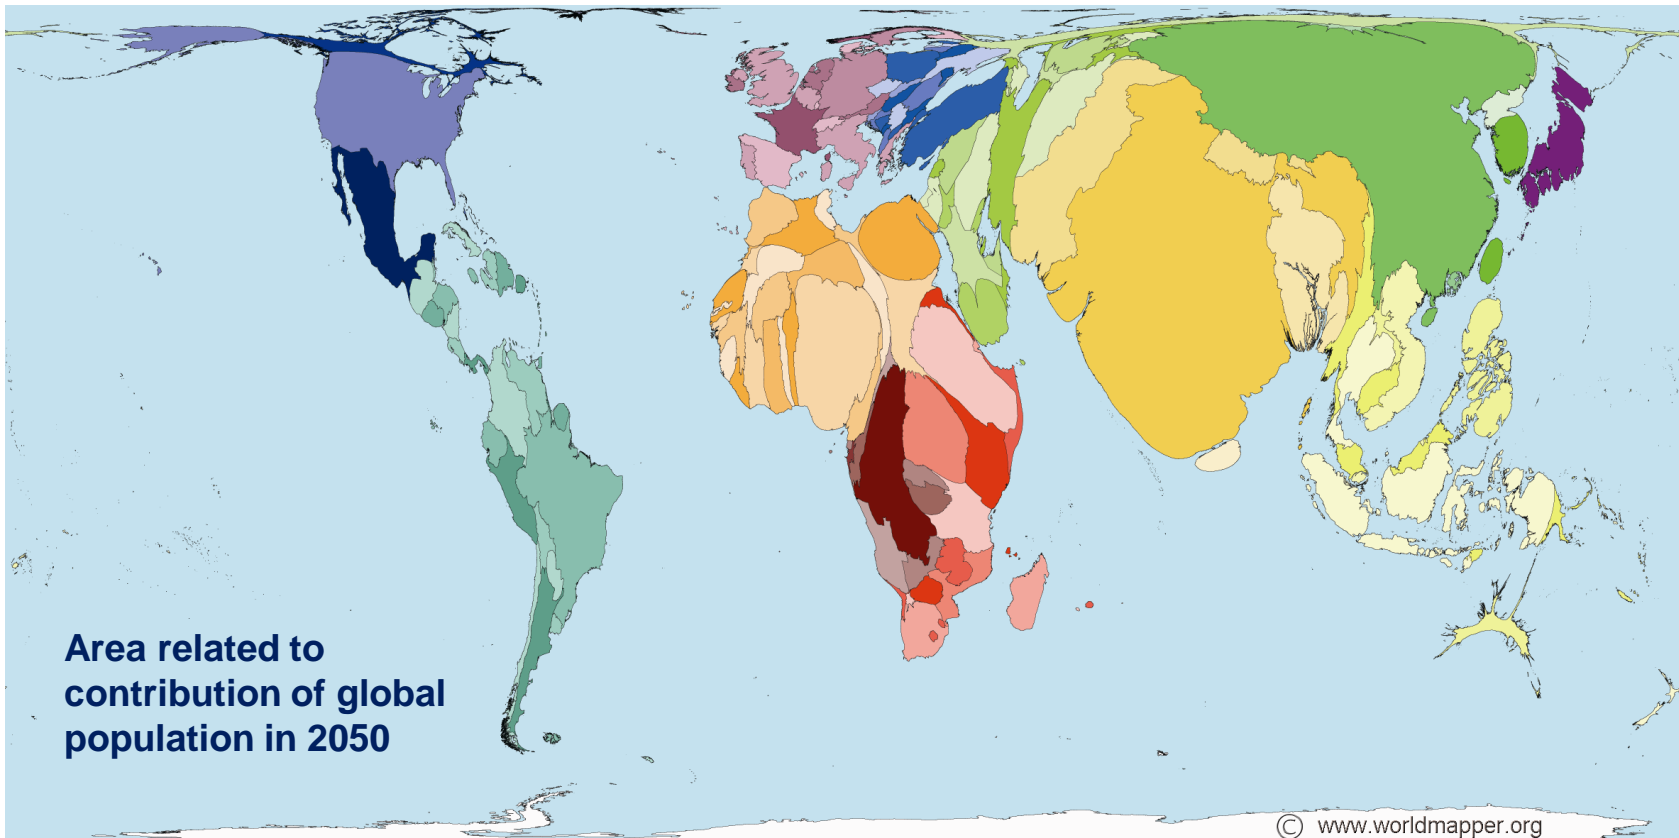 Area related to
contribution of global
population in 2050
© www.worldmapper.org